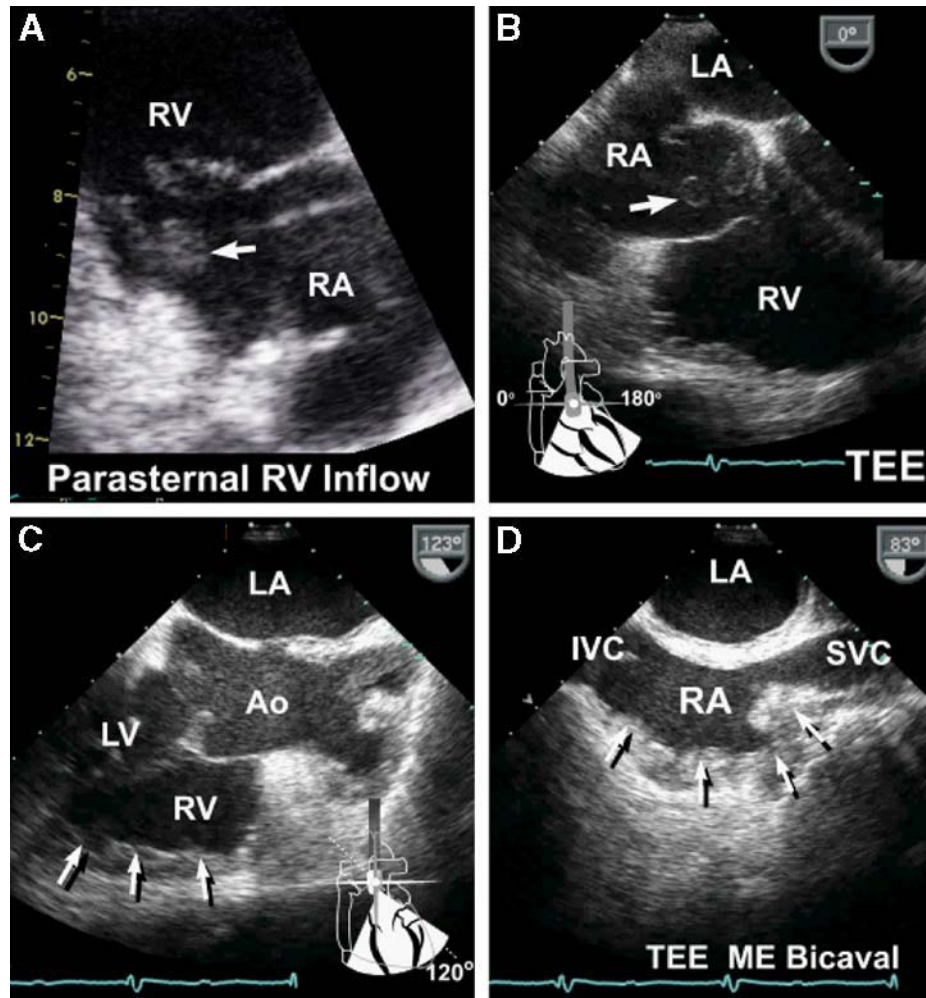 A
6
RV
8
RA
10
12
Parasternal RV Inflow
B
0°
LA
RA
RV
0°
180°
TEE
C
123°
LA
Ao
LV
RV
120°
D
83°
LA
IVC
SVC
RA
TEE ME Bicaval